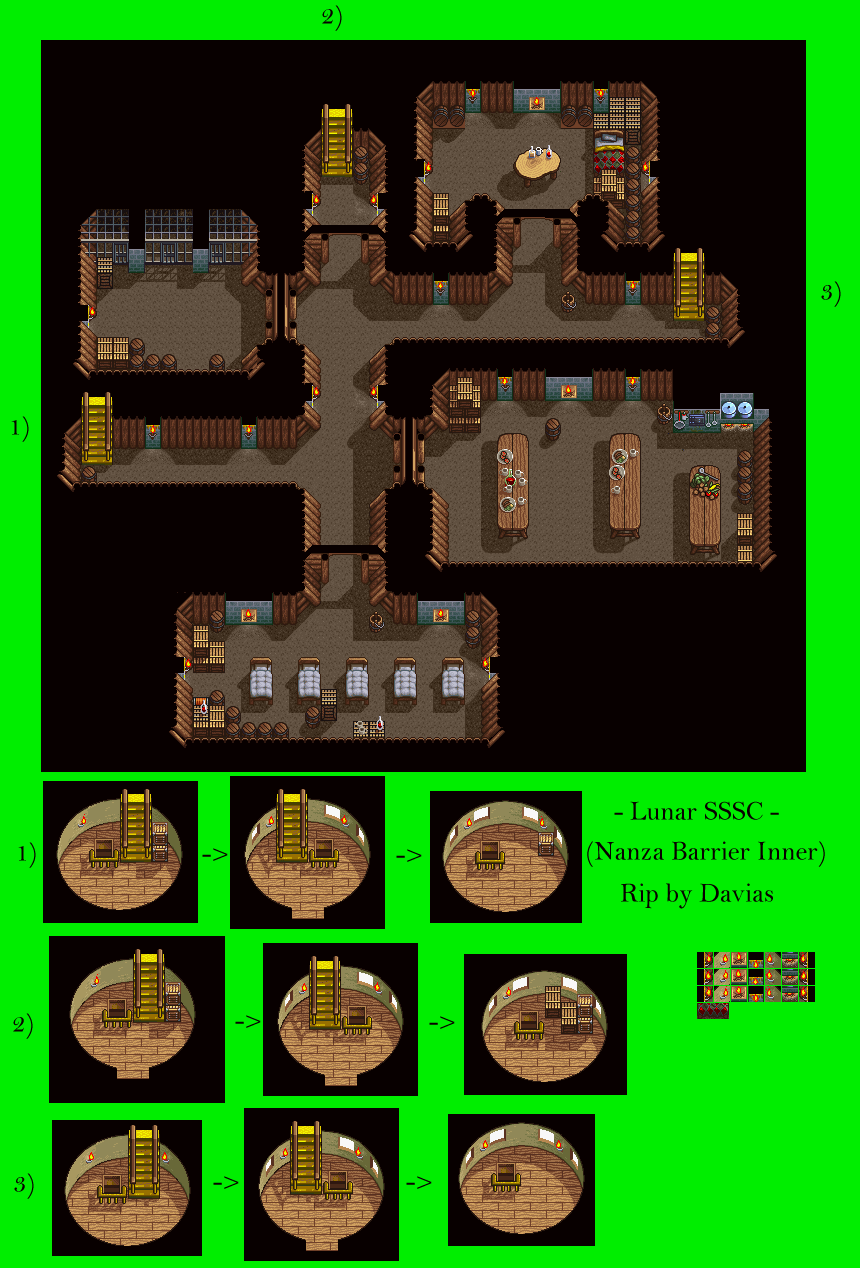 2)
3)
1)
- Lunar SSSC -
1) -> ->
(Nanza Barrier Inner)
Rip by Davias
2) -> ->
3) -> ->